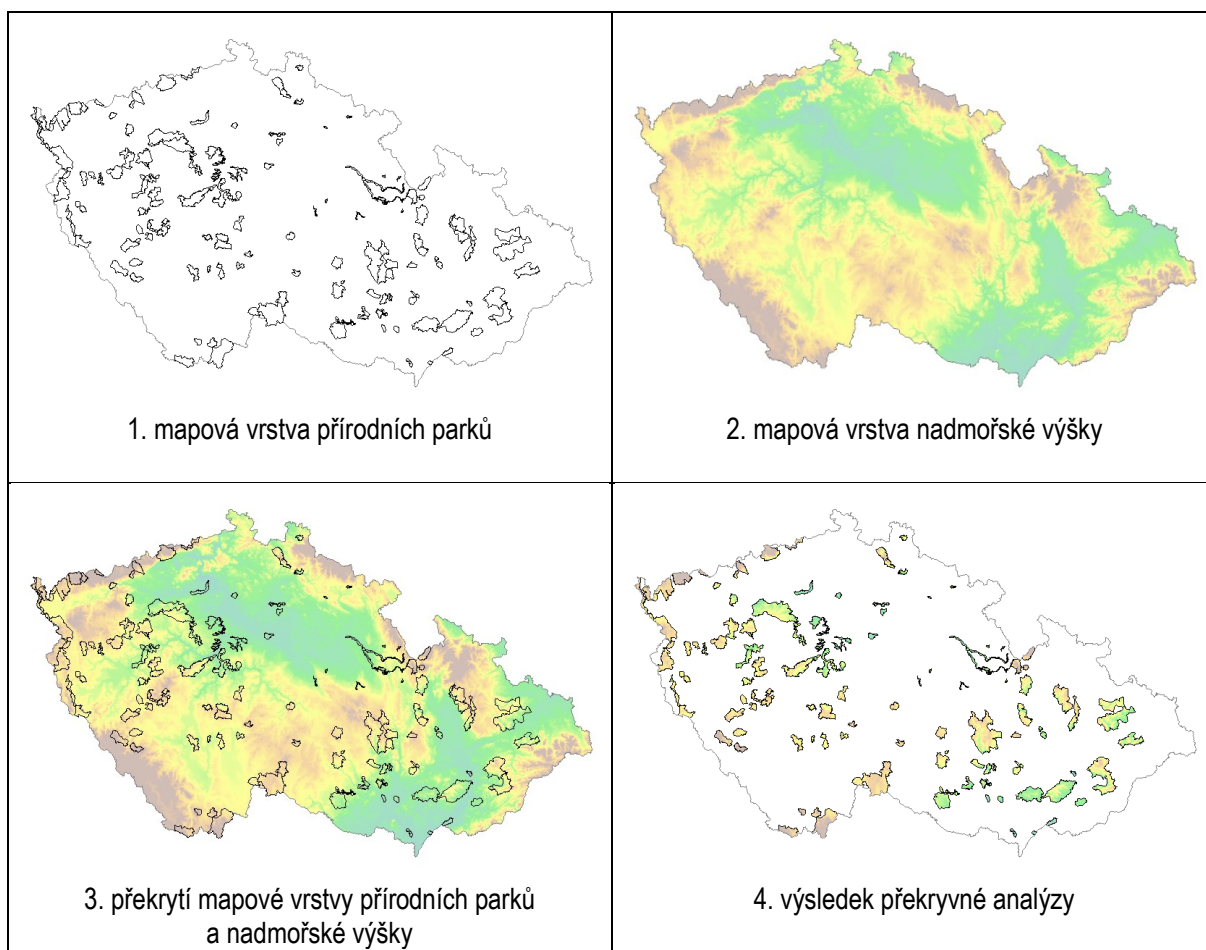 1. mapová vrstva přírodních parků
2. mapová vrstva nadmořské výšky
3. překrytí mapové vrstvy přírodních parků
a nadmořské výšky
4. výsledek překryvné analýzy